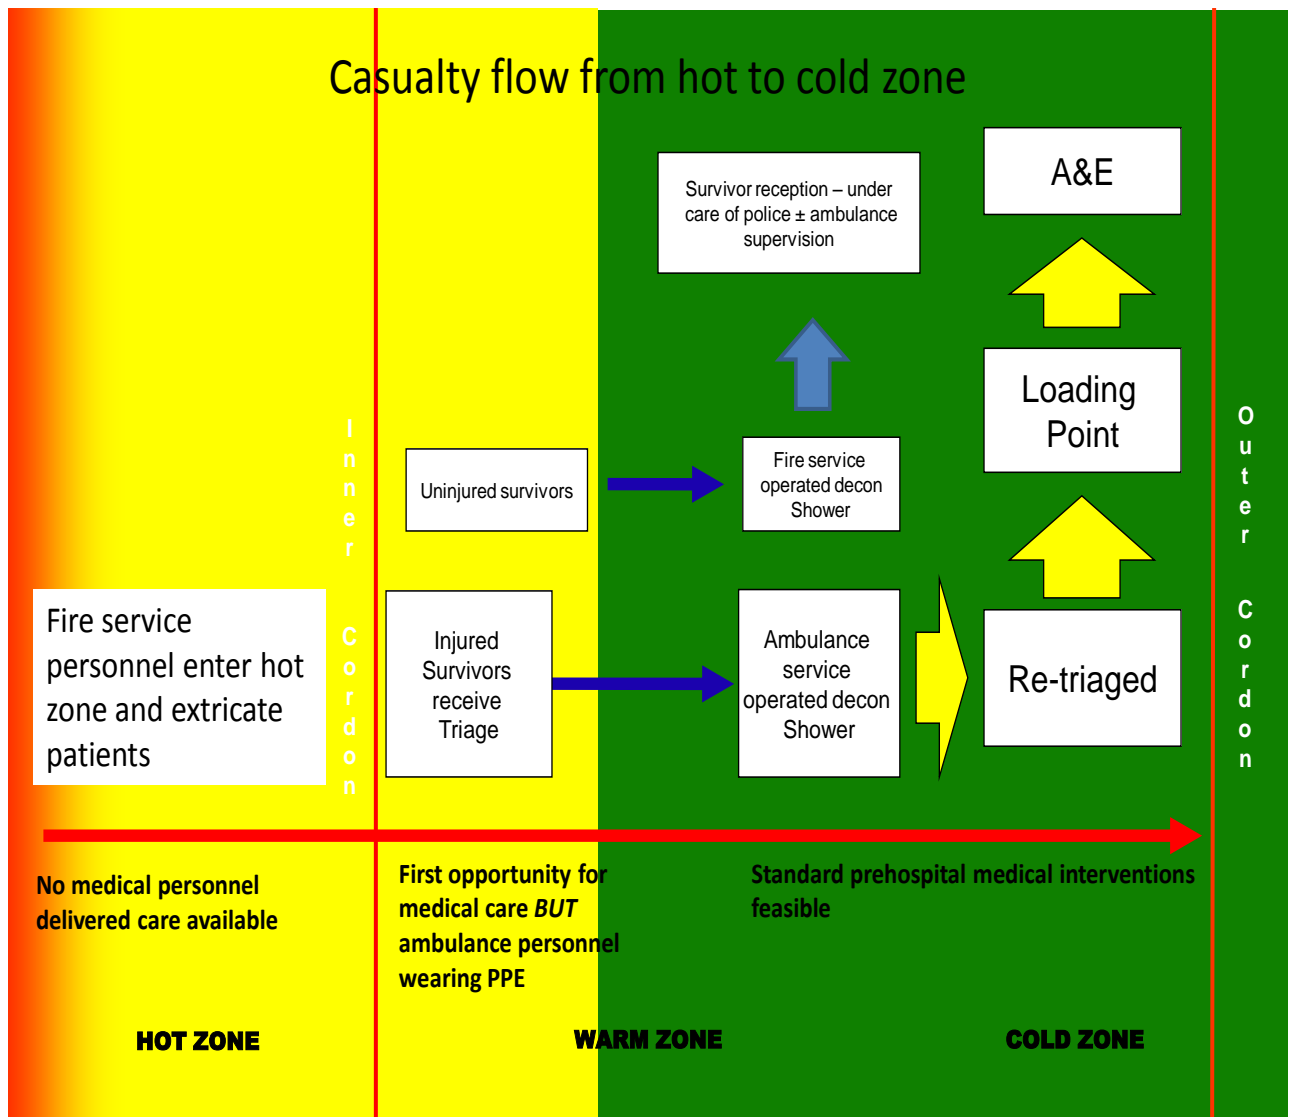 Casualty flow from hot to cold zone
A&E
Survivor reception – under
care of police ± ambulance
supervision
Loading
Point
Inner Cordon
Outer Cordon
Uninjured survivors
Fire service
operated decon
Shower
Fire service
personnel enter hot
zone and extricate
patients
Injured
Survivors
receive
Triage
Ambulance
service
operated decon
Shower
Re-triaged
No medical personnel
delivered care available
First opportunity for
medical care BUT
ambulance personnel
wearing PPE
Standard prehospital medical interventions
feasible
HOT ZONE
WARM ZONE
COLD ZONE